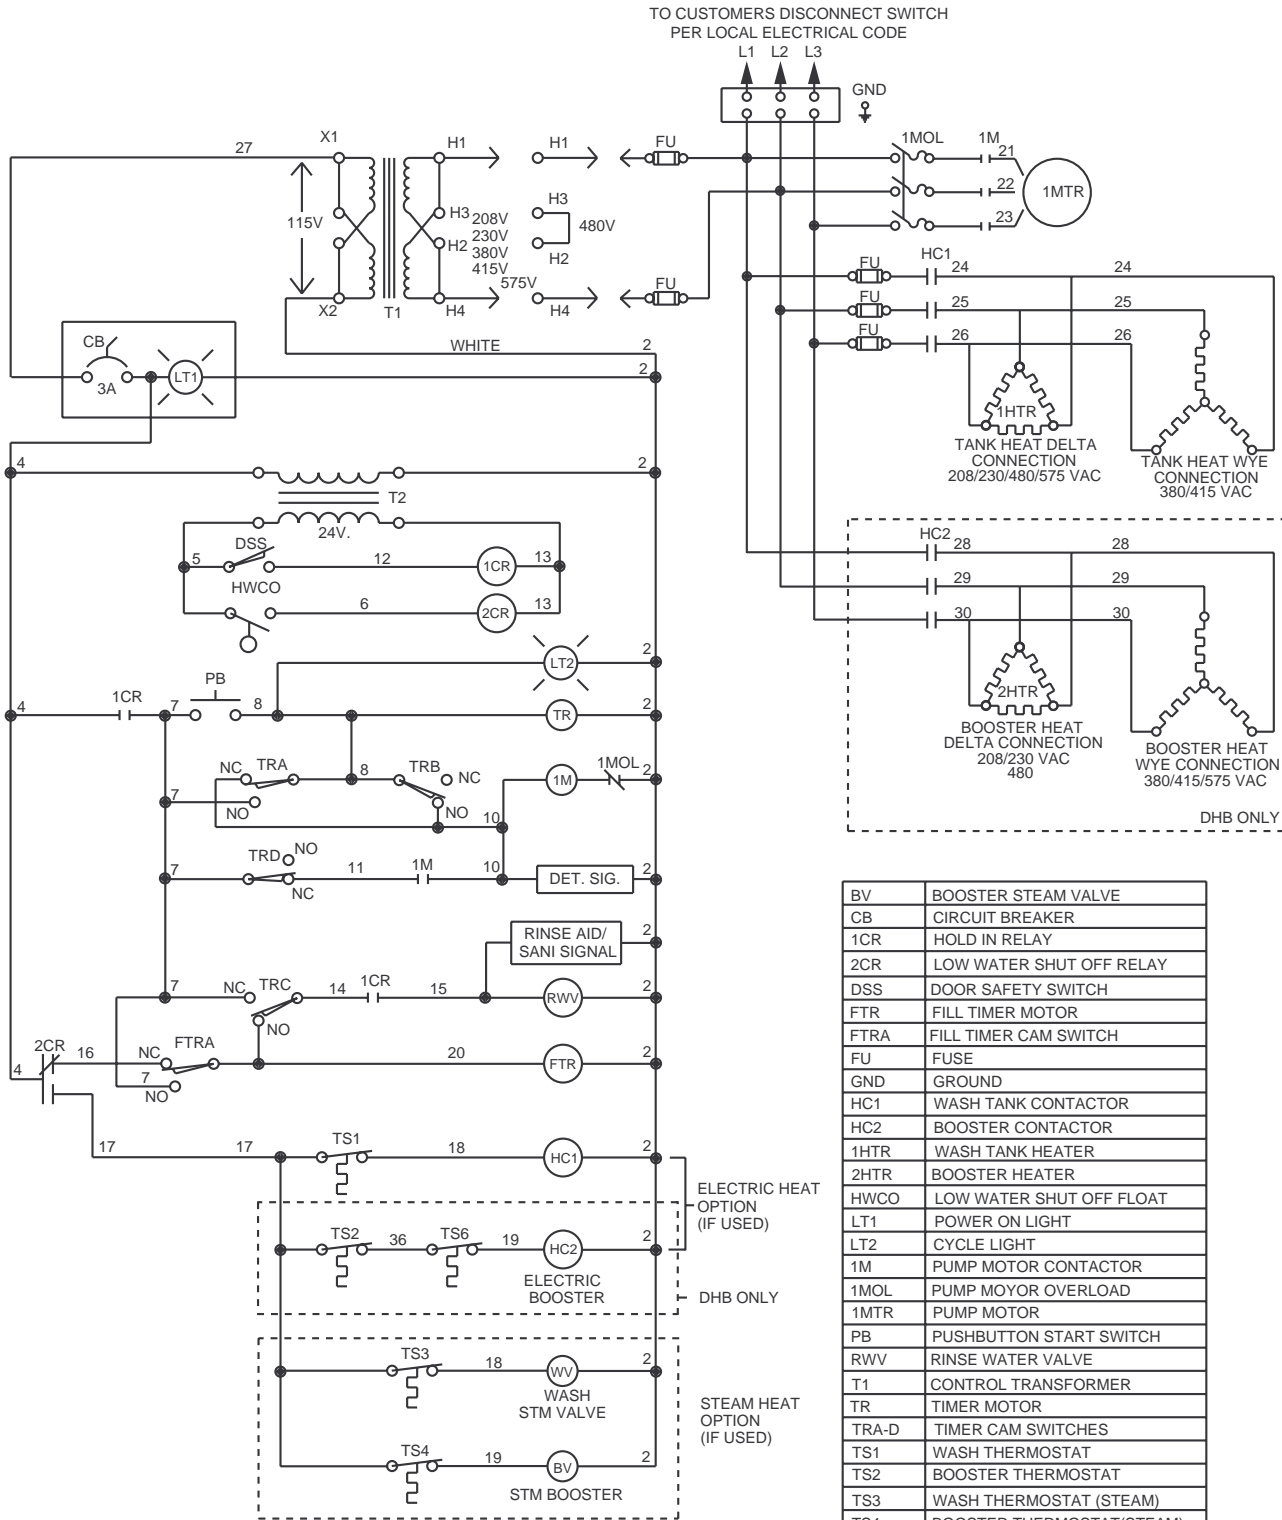 TO CUSTOMERS DISCONNECT SWITCH
PER LOCAL ELECTRICAL CODE
L1 L2 L3
GND
27 X1 H1 H1 FU 1MOL 1M 21
22 1MTR
23
115V
H3 208V
H2 230V
380V
415V
575V
H3
480V
H2
X2 T1 H4 H4 FU
FU HC1 24 24
FU 25 25
FU 26 26
1HTR
TANK HEAT DELTA
CONNECTION
208/230/480/575 VAC
TANK HEAT WYE
CONNECTION
380/415 VAC
WHITE 2
CB
3A
LT1 2
4 2
T2
24V.
DSS
5 12 1CR 13
HWCO
6 2CR 13
HC2 28 28
29 29
30 30
2HTR
BOOSTER HEAT
DELTA CONNECTION
208/230 VAC
480
BOOSTER HEAT
WYE CONNECTION
380/415/575 VAC
DHB ONLY
LT2 2
4 1CR 7 PB 8 TR 2
NC TRA 8 TRB NC 1M 1MOL 2
7 NO NO 10
7 TRD NO NC 11 1M 10 DET. SIG. 2
RINSE AID/
SANI SIGNAL
2
7 NC TRC 14 1CR 15 RWV 2
NO
4 2CR 16 NC FTRA 20 FTR 2
7
NO
17 17 TS1 18 HC1 2
ELECTRIC HEAT
OPTION
(IF USED)
TS2 36 TS6 19 HC2 2
ELECTRIC
BOOSTER
DHB ONLY
TS3 18 WV 2
WASH
STM VALVE
STEAM HEAT
OPTION
(IF USED)
TS4 19 BV 2
STM BOOSTER
BV BOOSTER STEAM VALVE
CB CIRCUIT BREAKER
1CR HOLD IN RELAY
2CR LOW WATER SHUT OFF RELAY
DSS DOOR SAFETY SWITCH
FTR FILL TIMER MOTOR
FTRA FILL TIMER CAM SWITCH
FU FUSE
GND GROUND
HC1 WASH TANK CONTACTOR
HC2 BOOSTER CONTACTOR
1HTR WASH TANK HEATER
2HTR BOOSTER HEATER
HWCO LOW WATER SHUT OFF FLOAT
LT1 POWER ON LIGHT
LT2 CYCLE LIGHT
1M PUMP MOTOR CONTACTOR
1MOL PUMP MOYOR OVERLOAD
1MTR PUMP MOTOR
PB PUSHBUTTON START SWITCH
RWV RINSE WATER VALVE
T1 CONTROL TRANSFORMER
TR TIMER MOTOR
TRA-D TIMER CAM SWITCHES
TS1 WASH THERMOSTAT
TS2 BOOSTER THERMOSTAT
TS3 WASH THERMOSTAT (STEAM)
TS4 BOOSTER THERMOSTAT(STEAM)